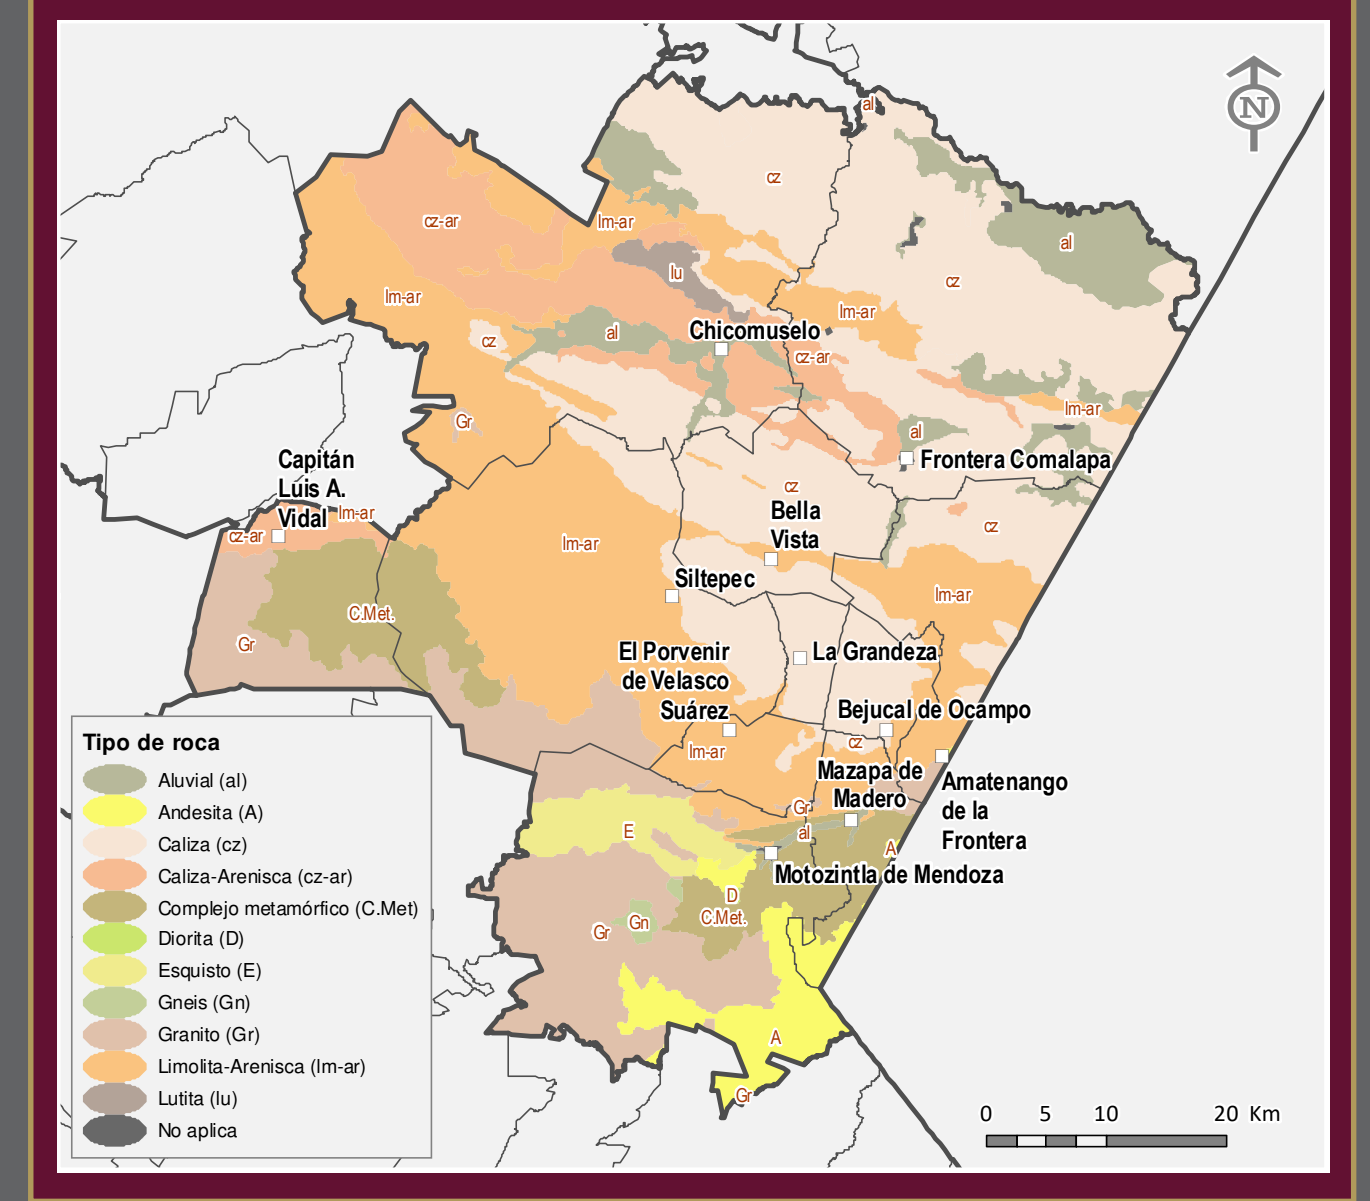 N
al
cz
cz-ar
lm-ar
al
lu
cz
lm-ar
lm-ar
al
Chicomuselo
cz
cz-ar
lm-ar
Gr
al
Frontera Comalapa
Capitán
Luis A.
Vidal
cz
lm-ar
Bella
Vista
cz
cz-ar
lm-ar
Siltepec
lm-ar
C.Met.
Gr
El Porvenir
de Velasco
Suárez
La Grandeza
Bejucal de Ocampo
cz
lm-ar
Mazapa de
Madero
Amatenango
de la
Frontera
Gr
al
E
A
Motozintla de Mendoza
D
C.Met.
Gn
Gr
A
Gr
Tipo de roca
Aluvial (al)
Andesita (A)
Caliza (cz)
Caliza-Arenisca (cz-ar)
Complejo metamórfico (C.Met)
Diorita (D)
Esquisto (E)
Gneis (Gn)
Granito (Gr)
Limolita-Arenisca (lm-ar)
Lutita (lu)
No aplica
0 5 10 20 Km